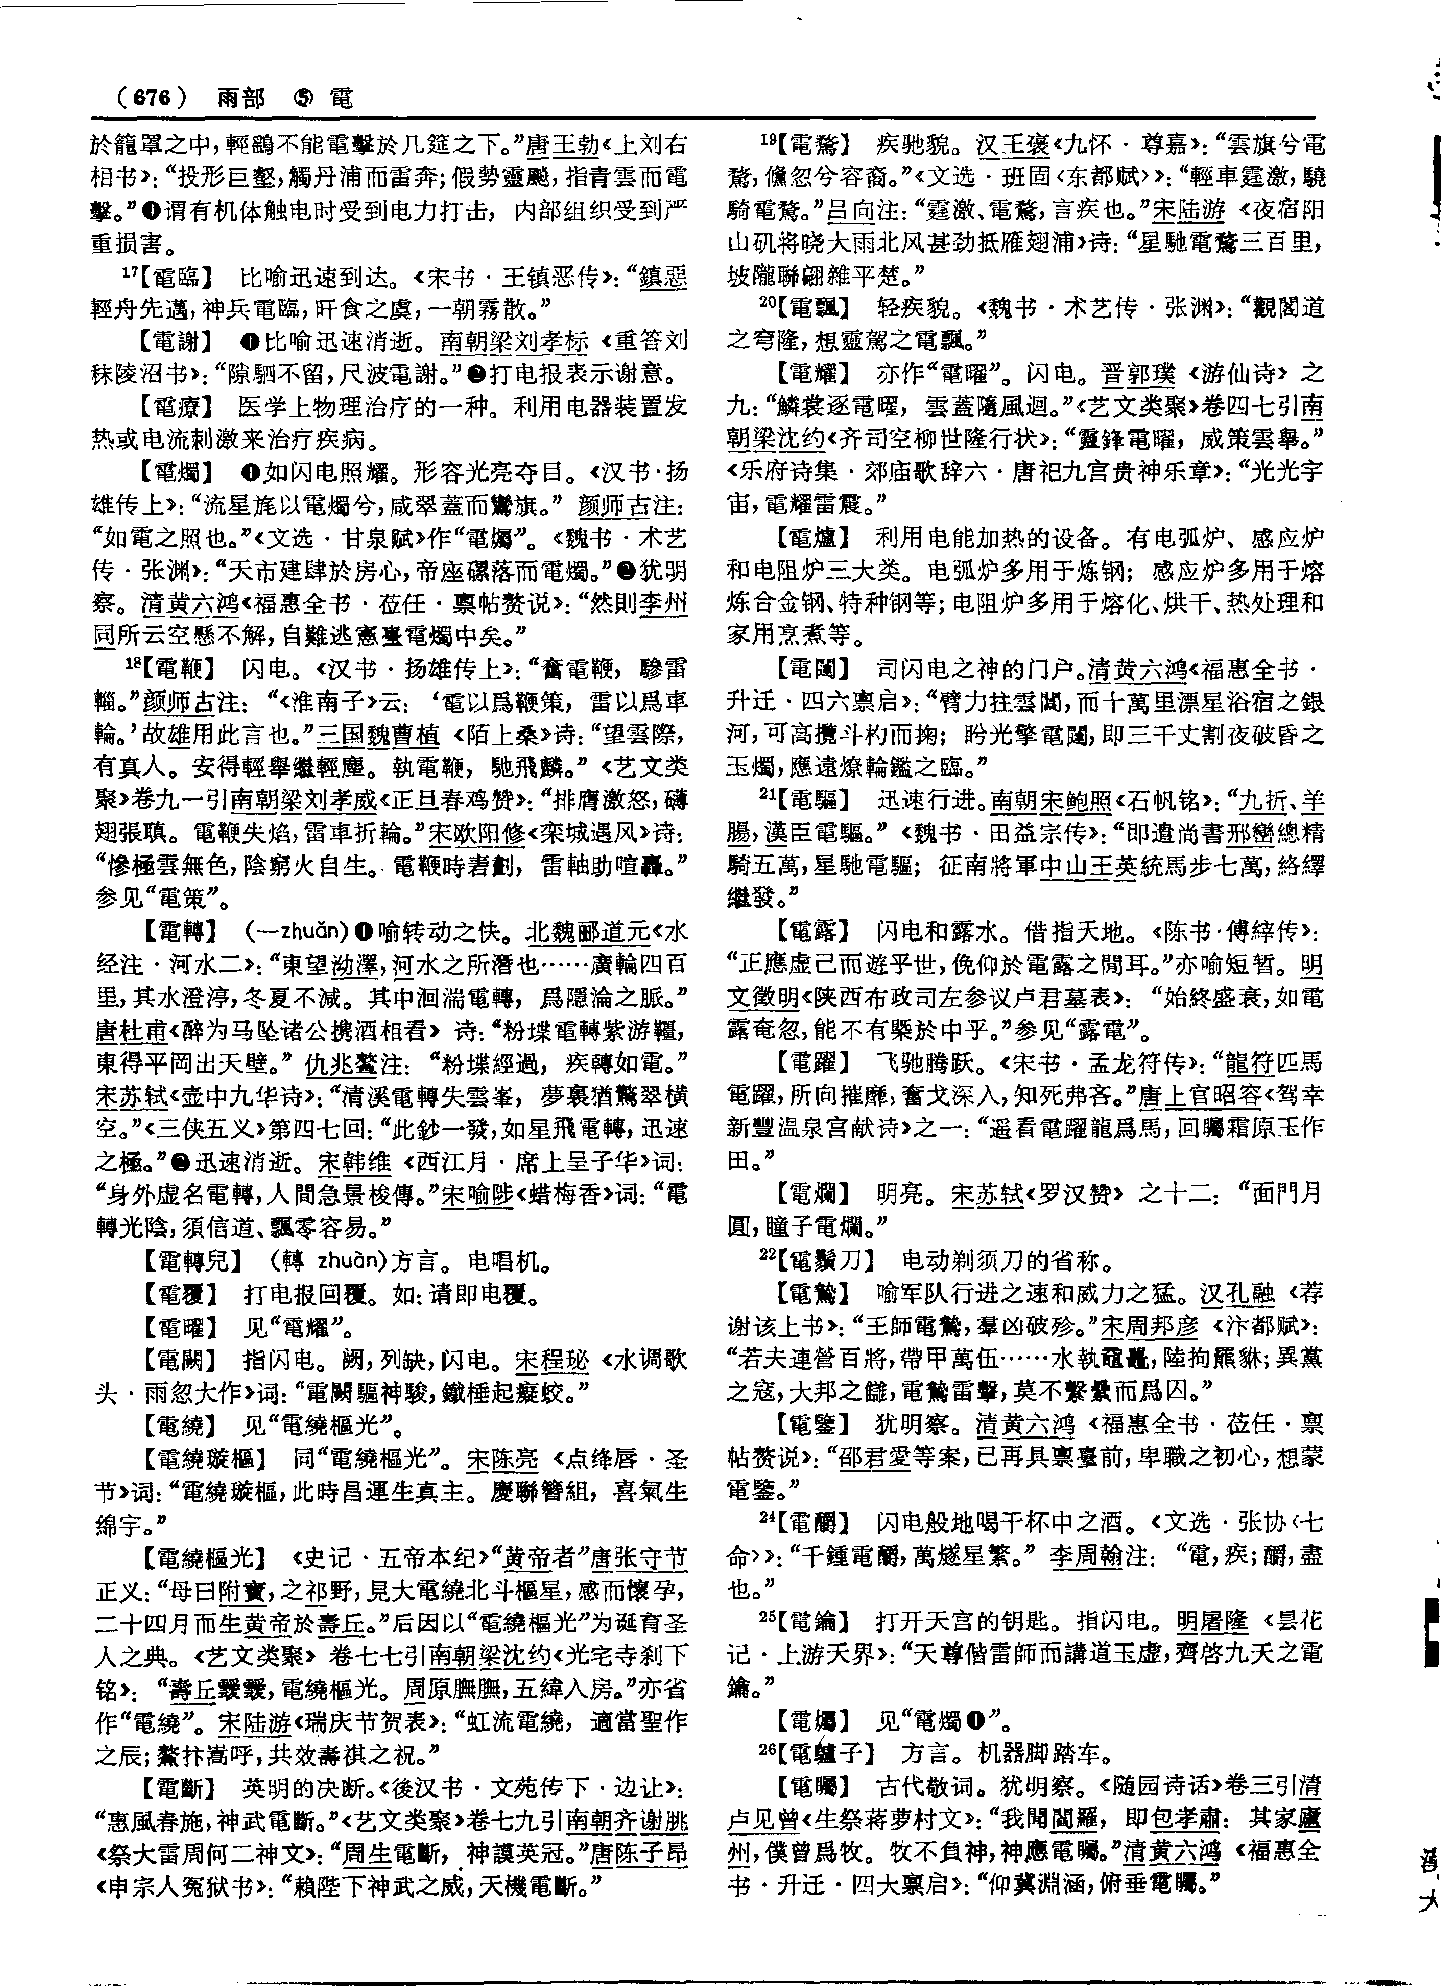 （676） 雨部 ⑤ 電
於籠罩之中，輕鷂不能電擊於几筵之下。”唐王勃《上刘右
相书》：“投形巨壑，觸丹浦而雷奔；假勢靈飈，指青雲而電
擊。”❶谓有机体触电时受到电力打击，内部组织受到严
重损害。
¹⁷【電臨】 比喻迅速到达。《宋书·王镇恶传》：“鎮惡
輕舟先邁，神兵電臨，旰食之虞，一朝霧散。”
【電謝】 ❶比喻迅速消逝。南朝梁刘孝标《重答刘
秣陵沼书》：“隙駟不留，尺波電謝。”❷打电报表示谢意。
【電療】 医学上物理治疗的一种。利用电器装置发
热或电流刺激来治疗疾病。
【電燭】 ❶如闪电照耀。形容光亮夺目。《汉书·扬
雄传上》：“流星旄以電燭兮，咸翠蓋而鸞旗。”颜师古注：
“如電之照也。”《文选·甘泉赋》作“電爥”。《魏书·术艺
传·张渊》：“天市建肆於房心，帝座磥落而電燭。”❷犹明
察。清黄六鸿《福惠全书·莅任·禀帖赘说》：“然則李州
同所云空懸不解，自難逃憲臺電燭中矣。”
¹⁸【電鞭】 闪电。《汉书·扬雄传上》：“奮電鞭，驂雷
輜。”颜师古注：“《淮南子》云：‘電以爲鞭策，雷以爲車
輪。’故雄用此言也。”三国魏曹植《陌上桑》诗：“望雲際，
有真人。安得輕舉繼輕塵。執電鞭，馳飛麟。”《艺文类
聚》卷九一引南朝梁刘孝威《正旦春鸡赞》：“排膺激怒，礴
翅張瞋。電鞭失焰，雷車折輪。”宋欧阳修《栾城遇风》诗：
“慘極雲無色，陰窮火自生。電鞭時砉劃，雷軸助喧轟。”
参见“電策”。
【電轉】 （—zhuǎn）❶喻转动之快。北魏郦道元《水
经注·河水二》：“東望泑澤，河水之所潛也……廣輪四百
里，其水澄渟，冬夏不減。其中洄湍電轉，爲隱淪之脈。”
唐杜甫《醉为马坠诸公携酒相看》诗：“粉堞電轉紫游韁，
東得平岡出天壁。”仇兆鳌注：“粉堞經過，疾轉如電。”
宋苏轼《壶中九华诗》：“清溪電轉失雲峯，夢裏猶驚翠橫
空。”《三侠五义》第四七回：“此鈔一發，如星飛電轉，迅速
之極。”❷迅速消逝。宋韩维《西江月·席上呈子华》词：
“身外虚名電轉，人間急景梭傳。”宋喻陟《蜡梅香》词：“電
轉光陰，須信道、飄零容易。”
【電轉兒】 （轉 zhuàn）方言。电唱机。
【電覆】 打电报回覆。如：请即电覆。
【電曜】 见“電耀”。
【電闕】 指闪电。阙，列缺，闪电。宋程珌《水调歌
头·雨忽大作》词：“電闕驅神駿，鐵棰起癡蛟。”
【電繞】 见“電繞樞光”。
【電繞璇樞】 同“電繞樞光”。宋陈亮《点绛唇·圣
节》词：“電繞璇樞，此時昌運生真主。慶聯簪組，喜氣生
綿宇。”
【電繞樞光】 《史记·五帝本纪》“黄帝者”唐张守节
正义：“母曰附寶，之祁野，見大電繞北斗樞星，感而懷孕，
二十四月而生黄帝於壽丘。”后因以“電繞樞光”为诞育圣
人之典。《艺文类聚》卷七七引南朝梁沈约《光宅寺刹下
铭》：“壽丘靉靉，電繞樞光。周原膴膴，五緯入房。”亦省
作“電繞”。宋陆游《瑞庆节贺表》：“虹流電繞，適當聖作
之辰；鰲抃嵩呼，共效壽祺之祝。”
【電斷】 英明的决断。《後汉书·文苑传下·边让》：
“惠風春施，神武電斷。”《艺文类聚》卷七九引南朝齐谢朓
《祭大雷周何二神文》：“周生電斷，神謨英冠。”唐陈子昂
《申宗人冤狱书》：“賴陛下神武之威，天機電斷。”
¹⁹【電鶩】 疾驰貌。汉王褒《九怀·尊嘉》：“雲旗兮電
鶩，儵忽兮容裔。”《文选·班固〈东都赋〉》：“輕車霆激，驍
騎電鶩。”吕向注：“霆激、電鶩，言疾也。”宋陆游《夜宿阳
山矶将晓大雨北风甚劲抵雁翅浦》诗：“星馳電鶩三百里，
坡隴聯翩雜平楚。”
²⁰【電飄】 轻疾貌。《魏书·术艺传·张渊》：“觀閣道
之穹隆，想靈駕之電飄。”
【電耀】 亦作“電曜”。闪电。晋郭璞《游仙诗》之
九：“鱗裳逐電曜，雲蓋隨風迴。”《艺文类聚》卷四七引南
朝梁沈约《齐司空柳世隆行状》：“靈鋒電曜，威策雲舉。”
《乐府诗集·郊庙歌辞六·唐祀九宫贵神乐章》：“光光宇
宙，電耀雷震。”
【電爐】 利用电能加热的设备。有电弧炉、感应炉
和电阻炉三大类。电弧炉多用于炼钢；感应炉多用于熔
炼合金钢、特种钢等；电阻炉多用于熔化、烘干、热处理和
家用烹煮等。
【電闥】 司闪电之神的门户。清黄六鸿《福惠全书·
升迁·四六禀启》：“臂力拄雲閶，而十萬里漂星浴宿之銀
河，可高攬斗杓而掬；眙光擎電闥，即三千丈割夜破昏之
玉燭，應遠燎輪鑑之臨。”
²¹【電驅】 迅速行进。南朝宋鲍照《石帆铭》：“九折、羊
腸，漢臣電驅。”《魏书·田益宗传》：“即遣尚書邢巒總精
騎五萬，星馳電驅；征南將軍中山王英統馬步七萬，絡繹
繼發。”
【電露】 闪电和露水。借指天地。《陈书·傅縡传》：
“正應虚己而遊乎世，俛仰於電露之間耳。”亦喻短暂。明
文徵明《陕西布政司左参议卢君墓表》：“始終盛衰，如電
露奄忽，能不有槩於中乎。”参见“露電”。
【電躍】 飞驰腾跃。《宋书·孟龙符传》：“龍符匹馬
電躍，所向摧靡，奮戈深入，知死弗吝。”唐上官昭容《驾幸
新豐温泉宫献诗》之一：“遥看電躍龍爲馬，回矚霜原玉作
田。”
【電爛】 明亮。宋苏轼《罗汉赞》之十二：“面門月
圓，瞳子電爛。”
²²【電鬚刀】 电动剃须刀的省称。
【電鷙】 喻军队行进之速和威力之猛。汉孔融《荐
谢该上书》：“王師電鷙，羣凶破殄。”宋周邦彦《汴都赋》：
“若夫連營百將，帶甲萬伍……水執黿鼉，陸拘羆貅；異黨
之寇，大邦之讎，電鷙雷擊，莫不繫纍而爲囚。”
【電鑒】 犹明察。清黄六鸿《福惠全书·莅任·禀
帖赘说》：“邵君愛等案，已再具禀臺前，卑職之初心，想蒙
電鑒。”
²⁴【電釂】 闪电般地喝干杯中之酒。《文选·张协〈七
命〉》：“千鍾電釂，萬燧星繁。”李周翰注：“電，疾；釂，盡
也。”
²⁵【電鑰】 打开天宫的钥匙。指闪电。明屠隆《昙花
记·上游天界》：“天尊偕雷師而講道玉虚，齊啓九天之電
鑰。”
【電爥】 见“電燭❶”。
²⁶【電驢子】 方言。机器脚踏车。
【電矚】 古代敬词。犹明察。《随园诗话》卷三引清
卢见曾《生祭蒋萝村文》：“我聞閻羅，即包孝肅；其家廬
州，僕曾爲牧。牧不負神，神應電矚。”清黄六鸿《福惠全
书·升迁·四大禀启》：“仰冀淵涵，俯垂電矚。”